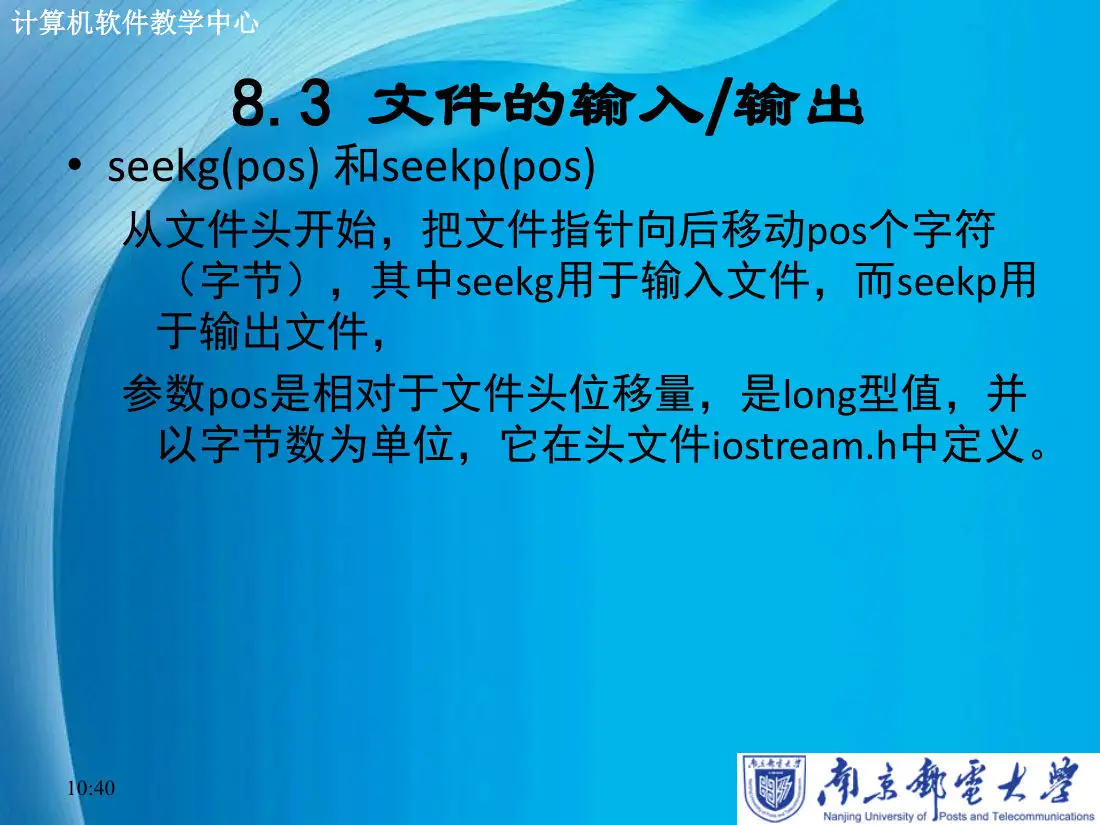 计算机软件教学中心
8.3 文件的输入/输出
• seekg(pos) 和seekp(pos)
从文件头开始，把文件指针向后移动pos个字符
（字节），其中seekg用于输入文件，而seekp用
于输出文件，
参数pos是相对于文件头位移量，是long型值，并
以字节数为单位，它在头文件iostream.h中定义。
10:40
南京邮电大学
南京郵電大学
Nanjing University of Posts and Telecommunications